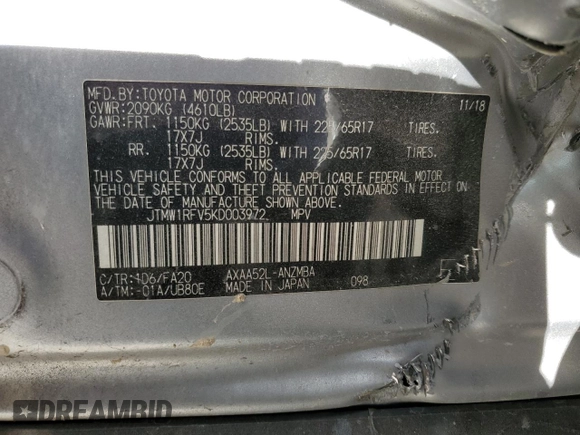 MFD.BY:TOYOTA MOTOR CORPORATION 11/18
GVWR:2090KG (4610LB)
GAWR:FRT. 1150KG (2535LB) WITH 225/65R17 TIRES,
17X7J RIMS,
RR. 1150KG (2535LB) WITH 225/65R17 TIRES,
17X7J RIMS.
THIS VEHICLE CONFORMS TO ALL APPLICABLE FEDERAL MOTOR
VEHICLE SAFETY AND THEFT PREVENTION STANDARDS IN EFFECT ON
THE DATE OF MANUFACTURE SHOWN ABOVE.
JTMW1RFV5KD003972 MPV
C/TR:1D6/FA20 AXAA52L-ANZMBA 098
A/TM:-01A/UB80E MADE IN JAPAN
DREAMBID